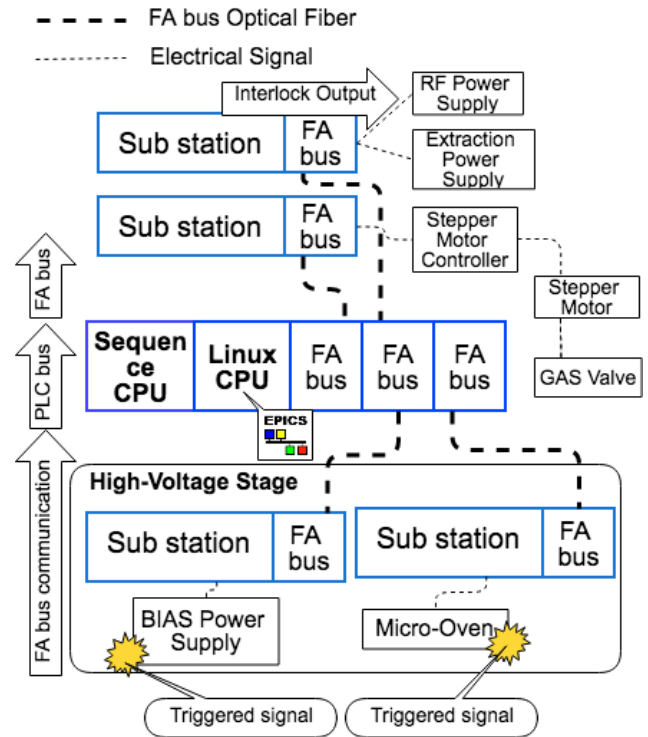 FA bus Optical Fiber
Electrical Signal
Interlock Output
RF Power
Supply
Sub station
FA
bus
Extraction
Power
Supply
Sub station
FA
bus
Stepper
Motor
Controller
FA bus
Stepper
Motor
PLC bus
Sequen
ce
CPU
Linux
CPU
FA
bus
FA
bus
FA
bus
GAS Valve
EPICS
FA bus communication
High-Voltage Stage
Sub station
FA
bus
Sub station
FA
bus
BIAS Power
Supply
Micro-Oven
Triggered signal
Triggered signal